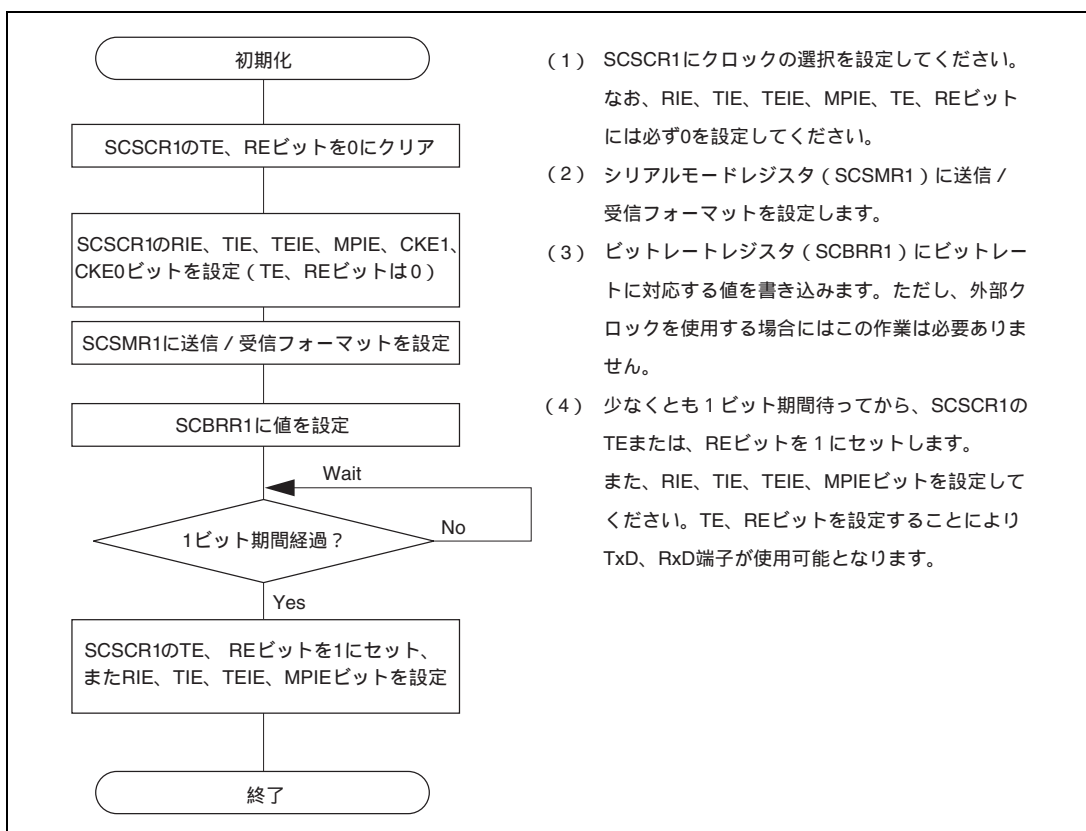 初期化
SCSCR1のTE、REビットを0にクリア
SCSCR1のRIE、TIE、TEIE、MPIE、CKE1、
CKE0ビットを設定（TE、REビットは0）
SCSMR1に送信／受信フォーマットを設定
SCBRR1に値を設定
Wait
1ビット期間経過？
No
Yes
SCSCR1のTE、 REビットを1にセット、
またRIE、TIE、TEIE、MPIEビットを設定
終了
（1） SCSCR1にクロックの選択を設定してください。
なお、RIE、TIE、TEIE、MPIE、TE、REビット
には必ず0を設定してください。
（2） シリアルモードレジスタ（SCSMR1）に送信／
受信フォーマットを設定します。
（3） ビットレートレジスタ（SCBRR1）にビットレー
トに対応する値を書き込みます。ただし、外部ク
ロックを使用する場合にはこの作業は必要ありま
せん。
（4） 少なくとも１ビット期間待ってから、SCSCR1の
TEまたは、REビットを１にセットします。
また、RIE、TIE、TEIE、MPIEビットを設定して
ください。TE、REビットを設定することにより
TxD、RxD端子が使用可能となります。